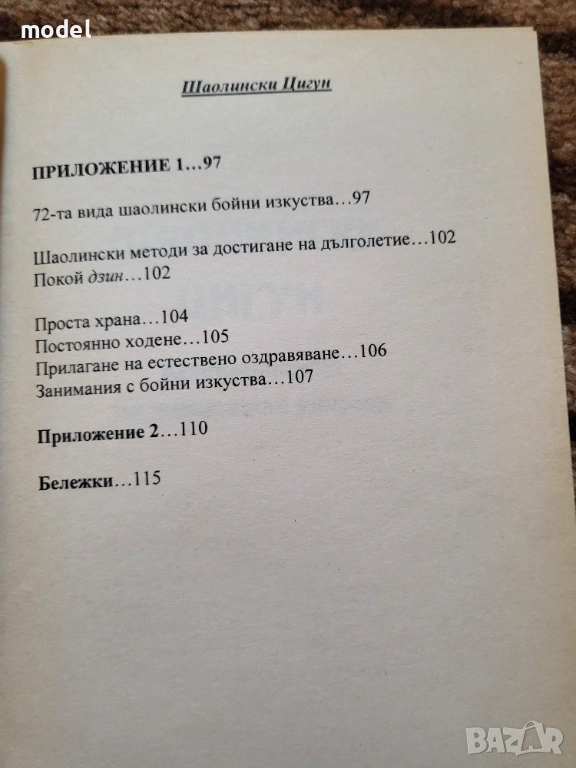 model
Шаолински Цигун
ПРИЛОЖЕНИЕ 1...97
72-та вида шаолински бойни изкуства...97
Шаолински методи за достигане на дълголетие...102
Покой дзин...102
Проста храна...104
Постоянно ходене...105
Прилагане на естествено оздравяване...106
Занимания с бойни изкуства...107
Приложение 2...110
Бележки...115
BAZAR